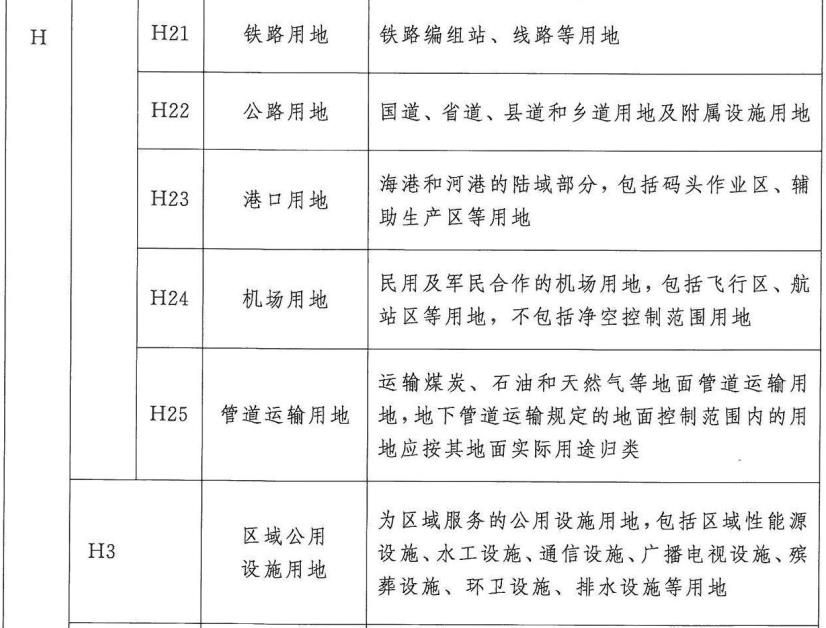 H
H21
铁路用地
铁路编组站、线路等用地
H22
公路用地
国道、省道、县道和乡道用地及附属设施用地
H23
港口用地
海港和河港的陆域部分，包括码头作业区、辅
助生产区等用地
H24
机场用地
民用及军民合作的机场用地，包括飞行区、航
站区等用地，不包括净空控制范围用地
H25
管道运输用地
运输煤炭、石油和天然气等地面管道运输用
地，地下管道运输规定的地面控制范围内的用
地应按其地面实际用途归类
H3
区域公用
设施用地
为区域服务的公用设施用地，包括区域性能源
设施、水工设施、通信设施、广播电视设施、殡
葬设施、环卫设施、排水设施等用地